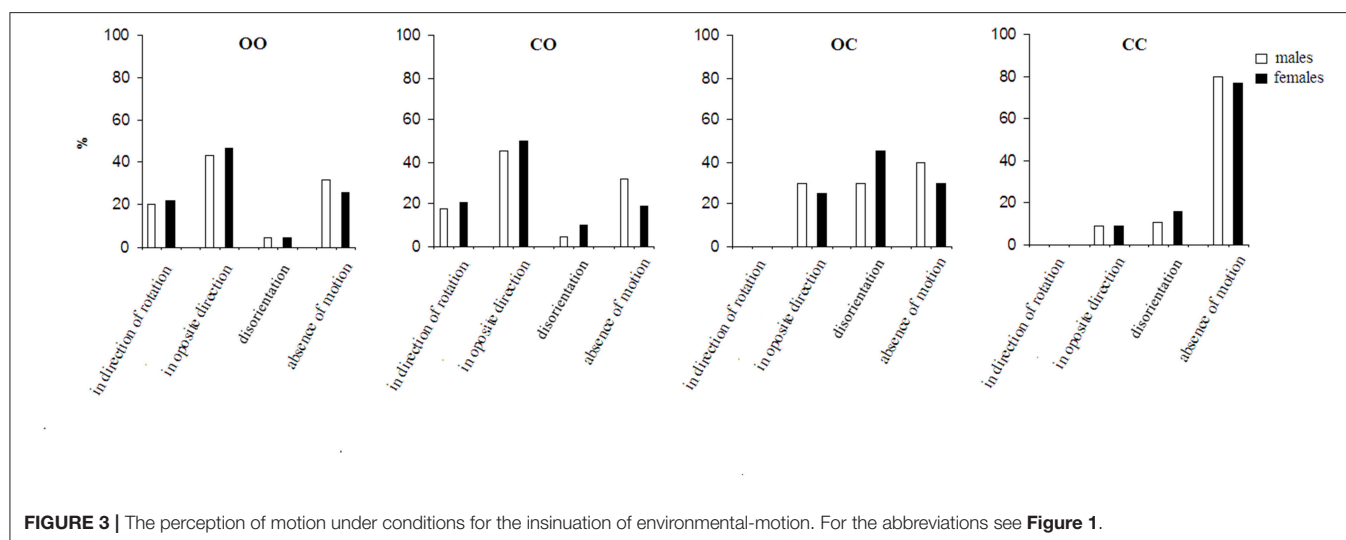 OO
100
80
60
40
20
0
%
in direction of rotation
in oposite direction
disorientation
absence of motion
CO
100
80
60
40
20
0
in direction of rotation
in oposite direction
disorientation
absence of motion
OC
100
80
60
40
20
0
in direction of rotation
in oposite direction
disorientation
absence of motion
CC
100
80
60
40
20
0
in direction of rotation
in oposite direction
disorientation
absence of motion
males
females
FIGURE 3 | The perception of motion under conditions for the insinuation of environmental-motion. For the abbreviations see Figure 1.